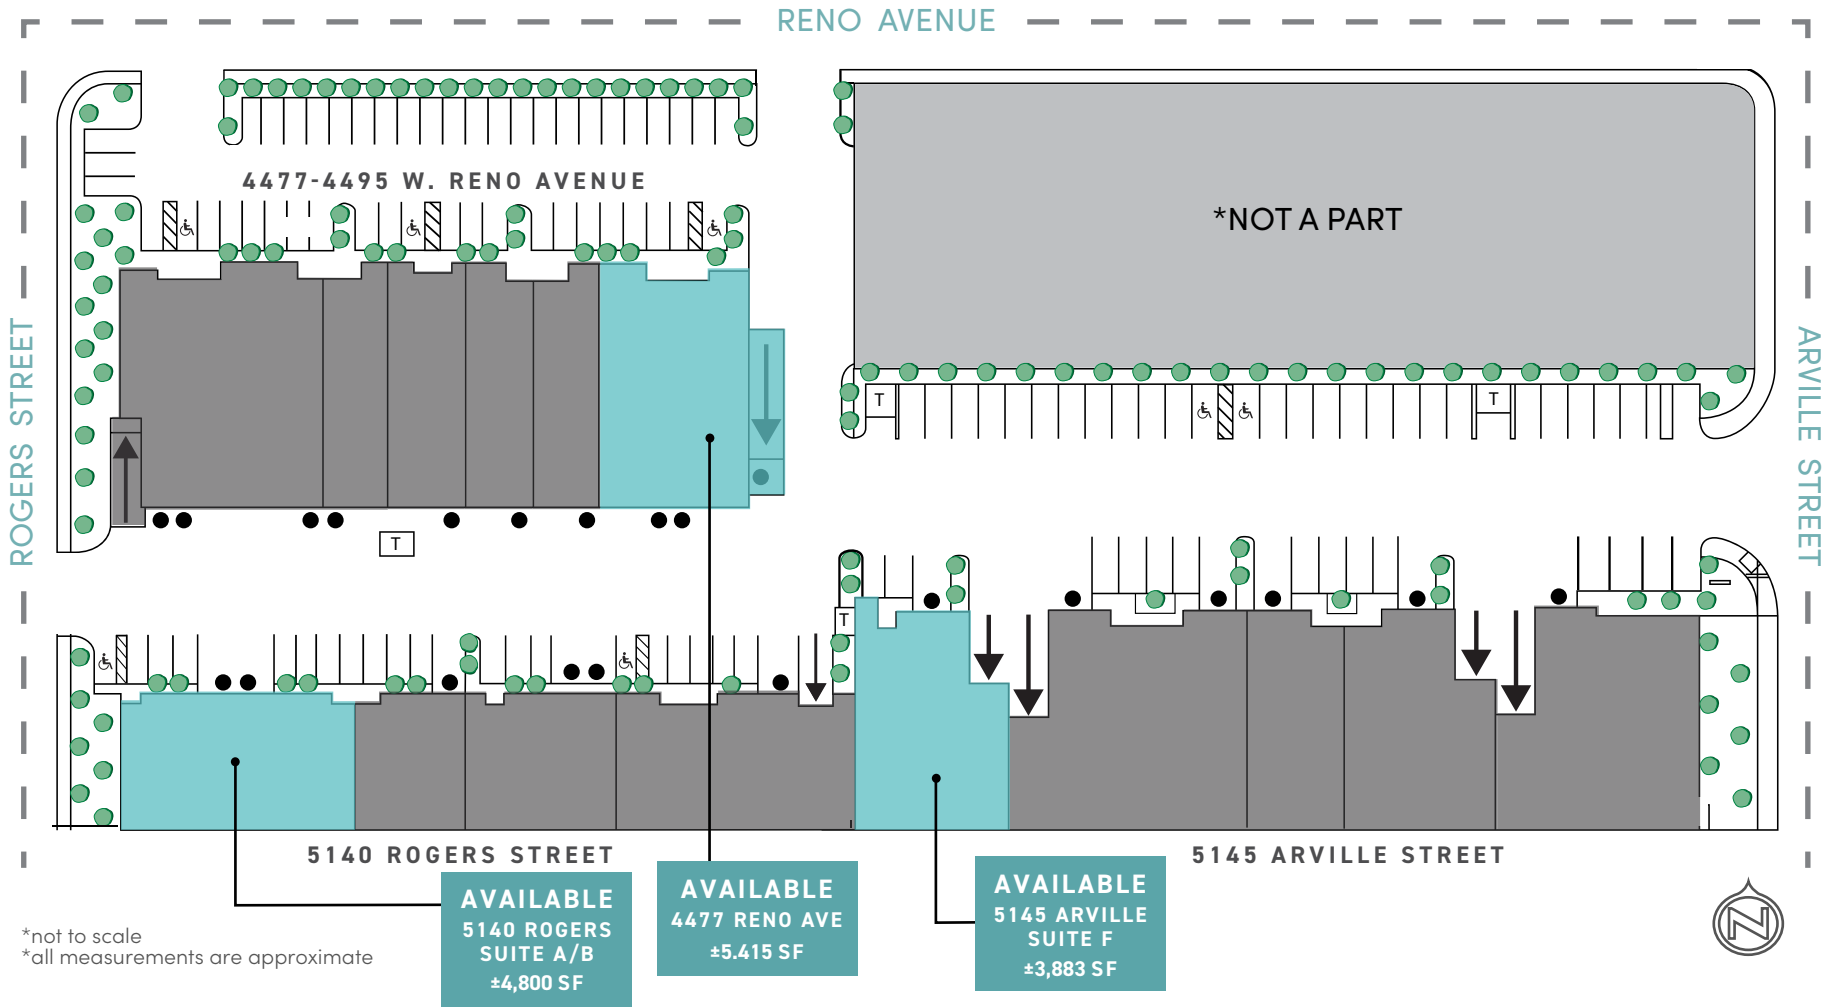 RENO AVENUE
4477-4495 W. RENO AVENUE
*NOT A PART
ROGERS STREET
ARVILLE STREET
T
T
T
T
5140 ROGERS STREET
5145 ARVILLE STREET
AVAILABLE
5140 ROGERS
SUITE A/B
±4,800 SF
AVAILABLE
4477 RENO AVE
±5.415 SF
AVAILABLE
5145 ARVILLE
SUITE F
±3,883 SF
*not to scale
*all measurements are approximate
N